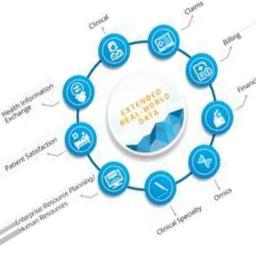 Clinical
Claims
Billing
Financ
Omics
Clinical Specialty
Enterprise Resource Planning/
Human Resources
Patient Satisfaction
Health Information
Exchange
EXTENDED
REAL-WORLD
DATA